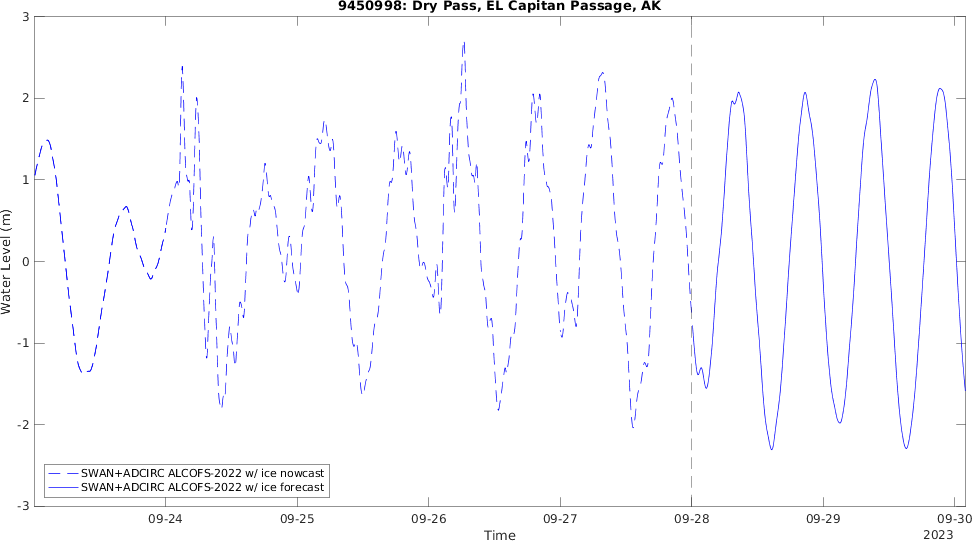 9450998: Dry Pass, EL Capitan Passage, AK
3
2
1
0
-1
-2
-3
Water Level (m)
SWAN+ADCIRC ALCOFS-2022 w/ ice nowcast
SWAN+ADCIRC ALCOFS-2022 w/ ice forecast
09-24 09-25 09-26 09-27 09-28 09-29 09-30
Time
2023